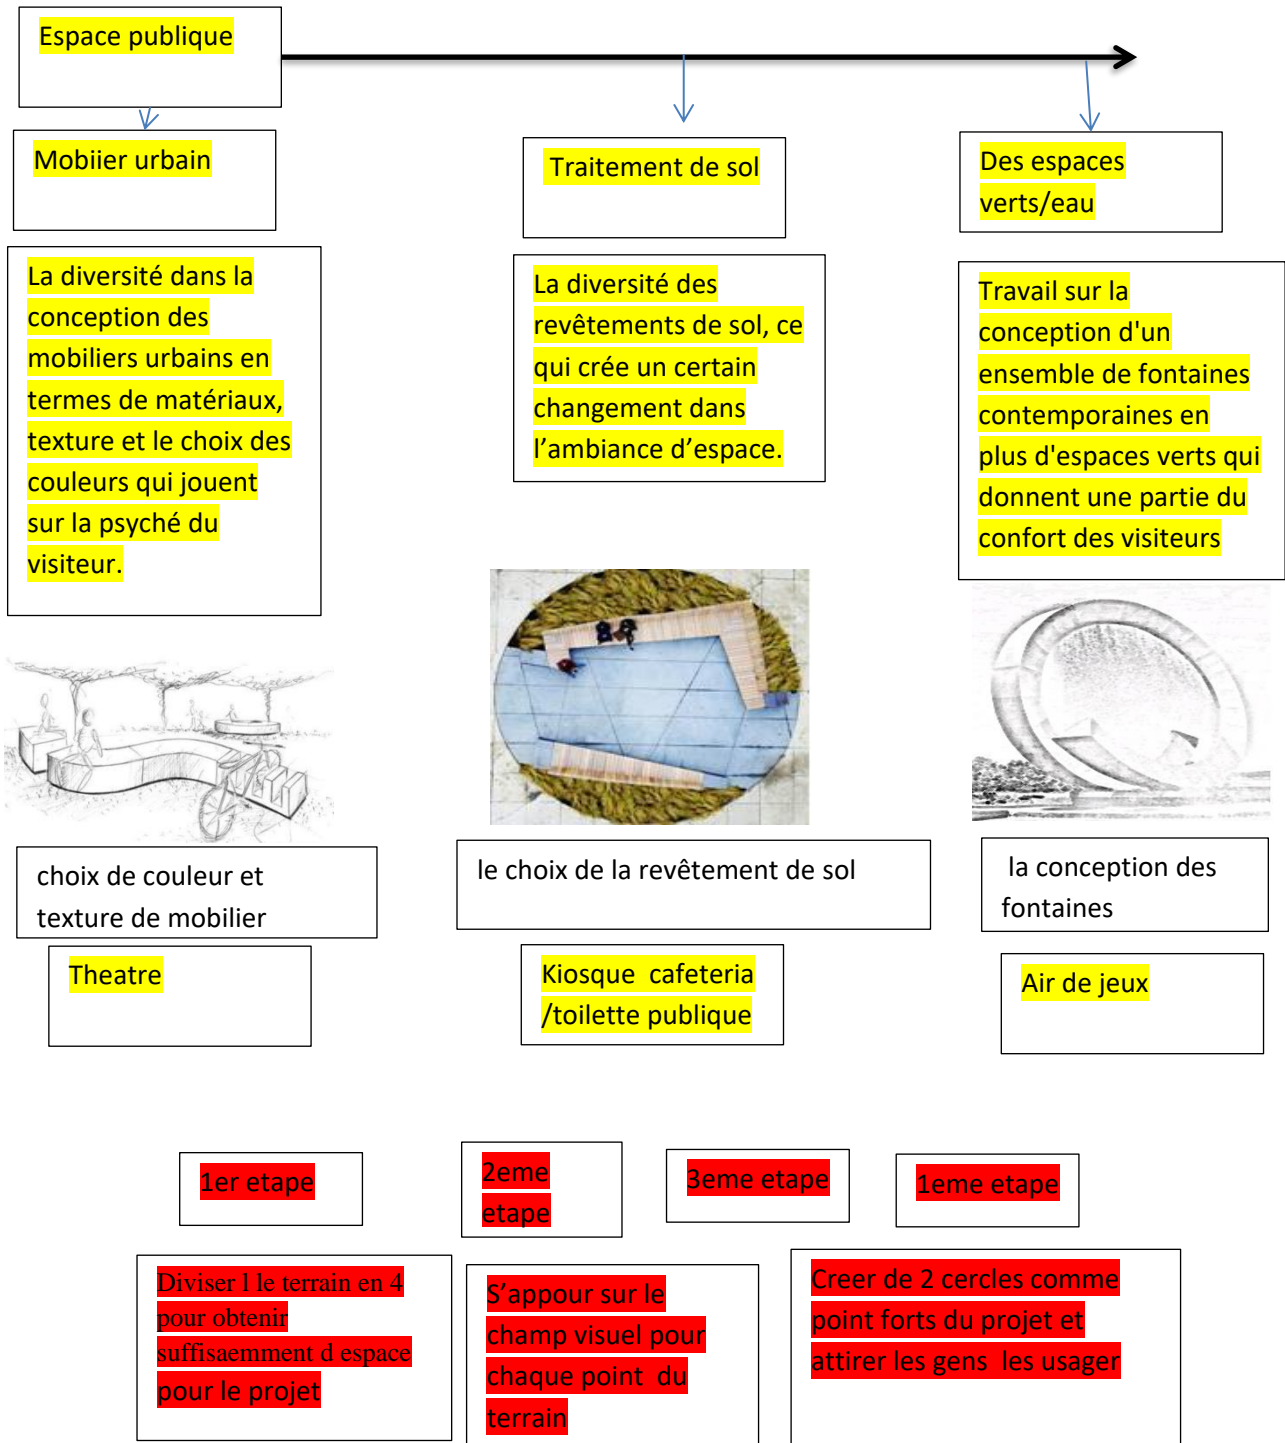 Espace publique
Mobiier urbain
Traitement de sol
Des espaces
verts/eau
La diversité dans la
conception des
mobiliers urbains en
termes de matériaux,
texture et le choix des
couleurs qui jouent
sur la psyché du
visiteur.
La diversité des
revêtements de sol, ce
qui crée un certain
changement dans
l’ambiance d’espace.
Travail sur la
conception d'un
ensemble de fontaines
contemporaines en
plus d'espaces verts qui
donnent une partie du
confort des visiteurs
choix de couleur et
texture de mobilier
le choix de la revêtement de sol
la conception des
fontaines
Theatre
Kiosque cafeteria
/toilette publique
Air de jeux
1er etape
2eme
etape
3eme etape
1eme etape
Diviser l le terrain en 4
pour obtenir
suffisaemment d espace
pour le projet
S’appour sur le
champ visuel pour
chaque point du
terrain
Creer de 2 cercles comme
point forts du projet et
attirer les gens les usager